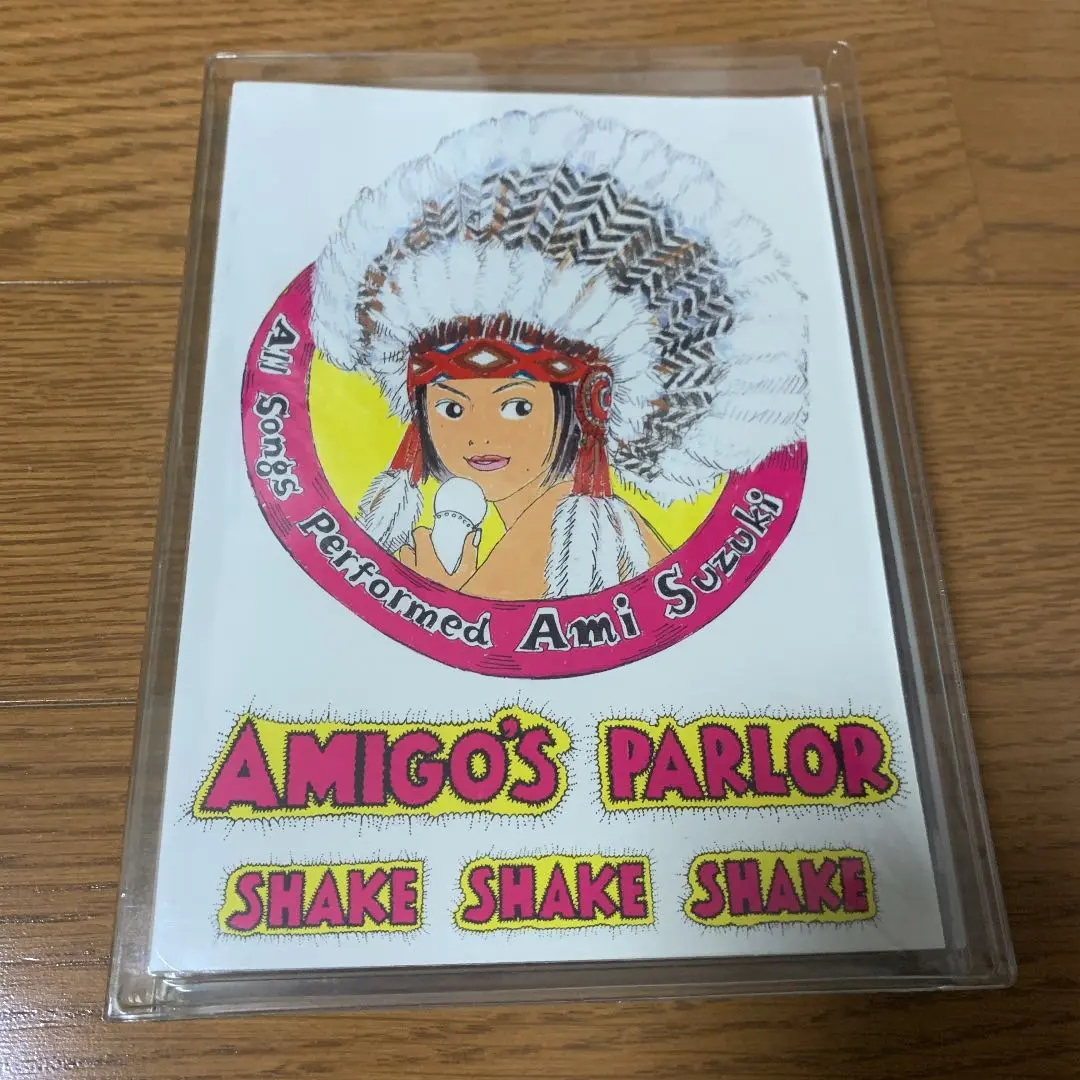 All Songs Performed Ami Suzuki
AMIGO'S PARLOR
SHAKE SHAKE SHAKE